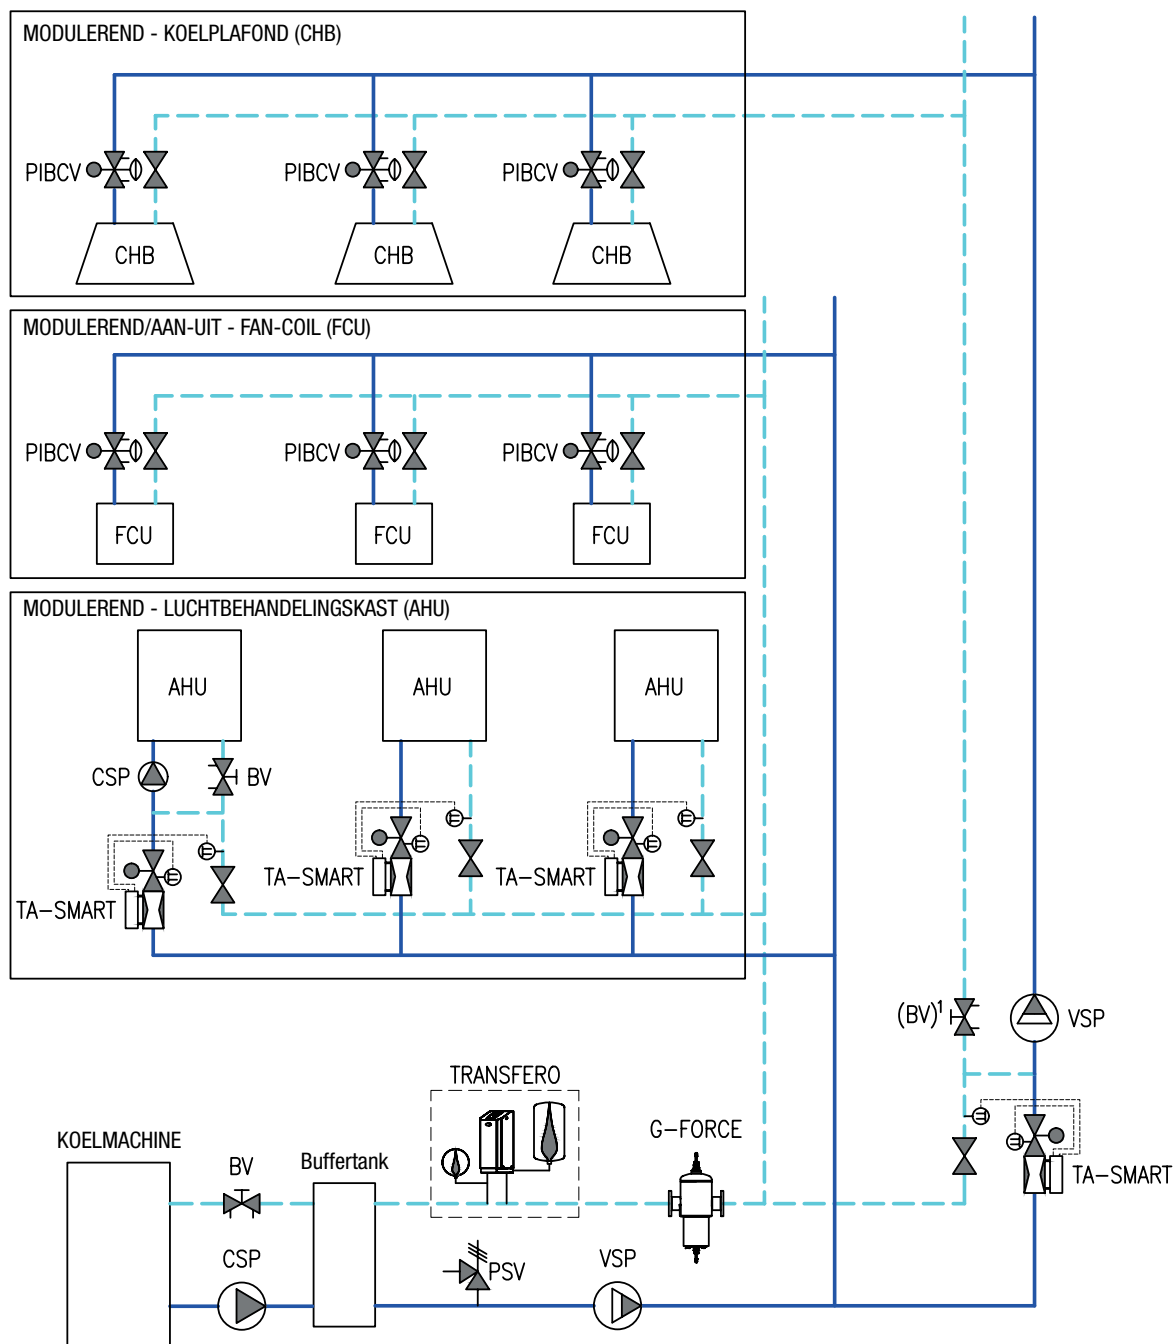 MODULEREND - KOELPLAFOND (CHB)
PIBCV PIBCV PIBCV
CHB CHB CHB
MODULEREND/AAN-UIT - FAN-COIL (FCU)
PIBCV PIBCV PIBCV
FCU FCU FCU
MODULEREND - LUCHTBEHANDELINGSKAST (AHU)
AHU AHU AHU
CSP BV
TA-SMART TA-SMART
TA-SMART
(BV)¹ VSP
TRANSFERO
G-FORCE
KOELMACHINE
BV Buffertank
TA-SMART
CSP PSV VSP